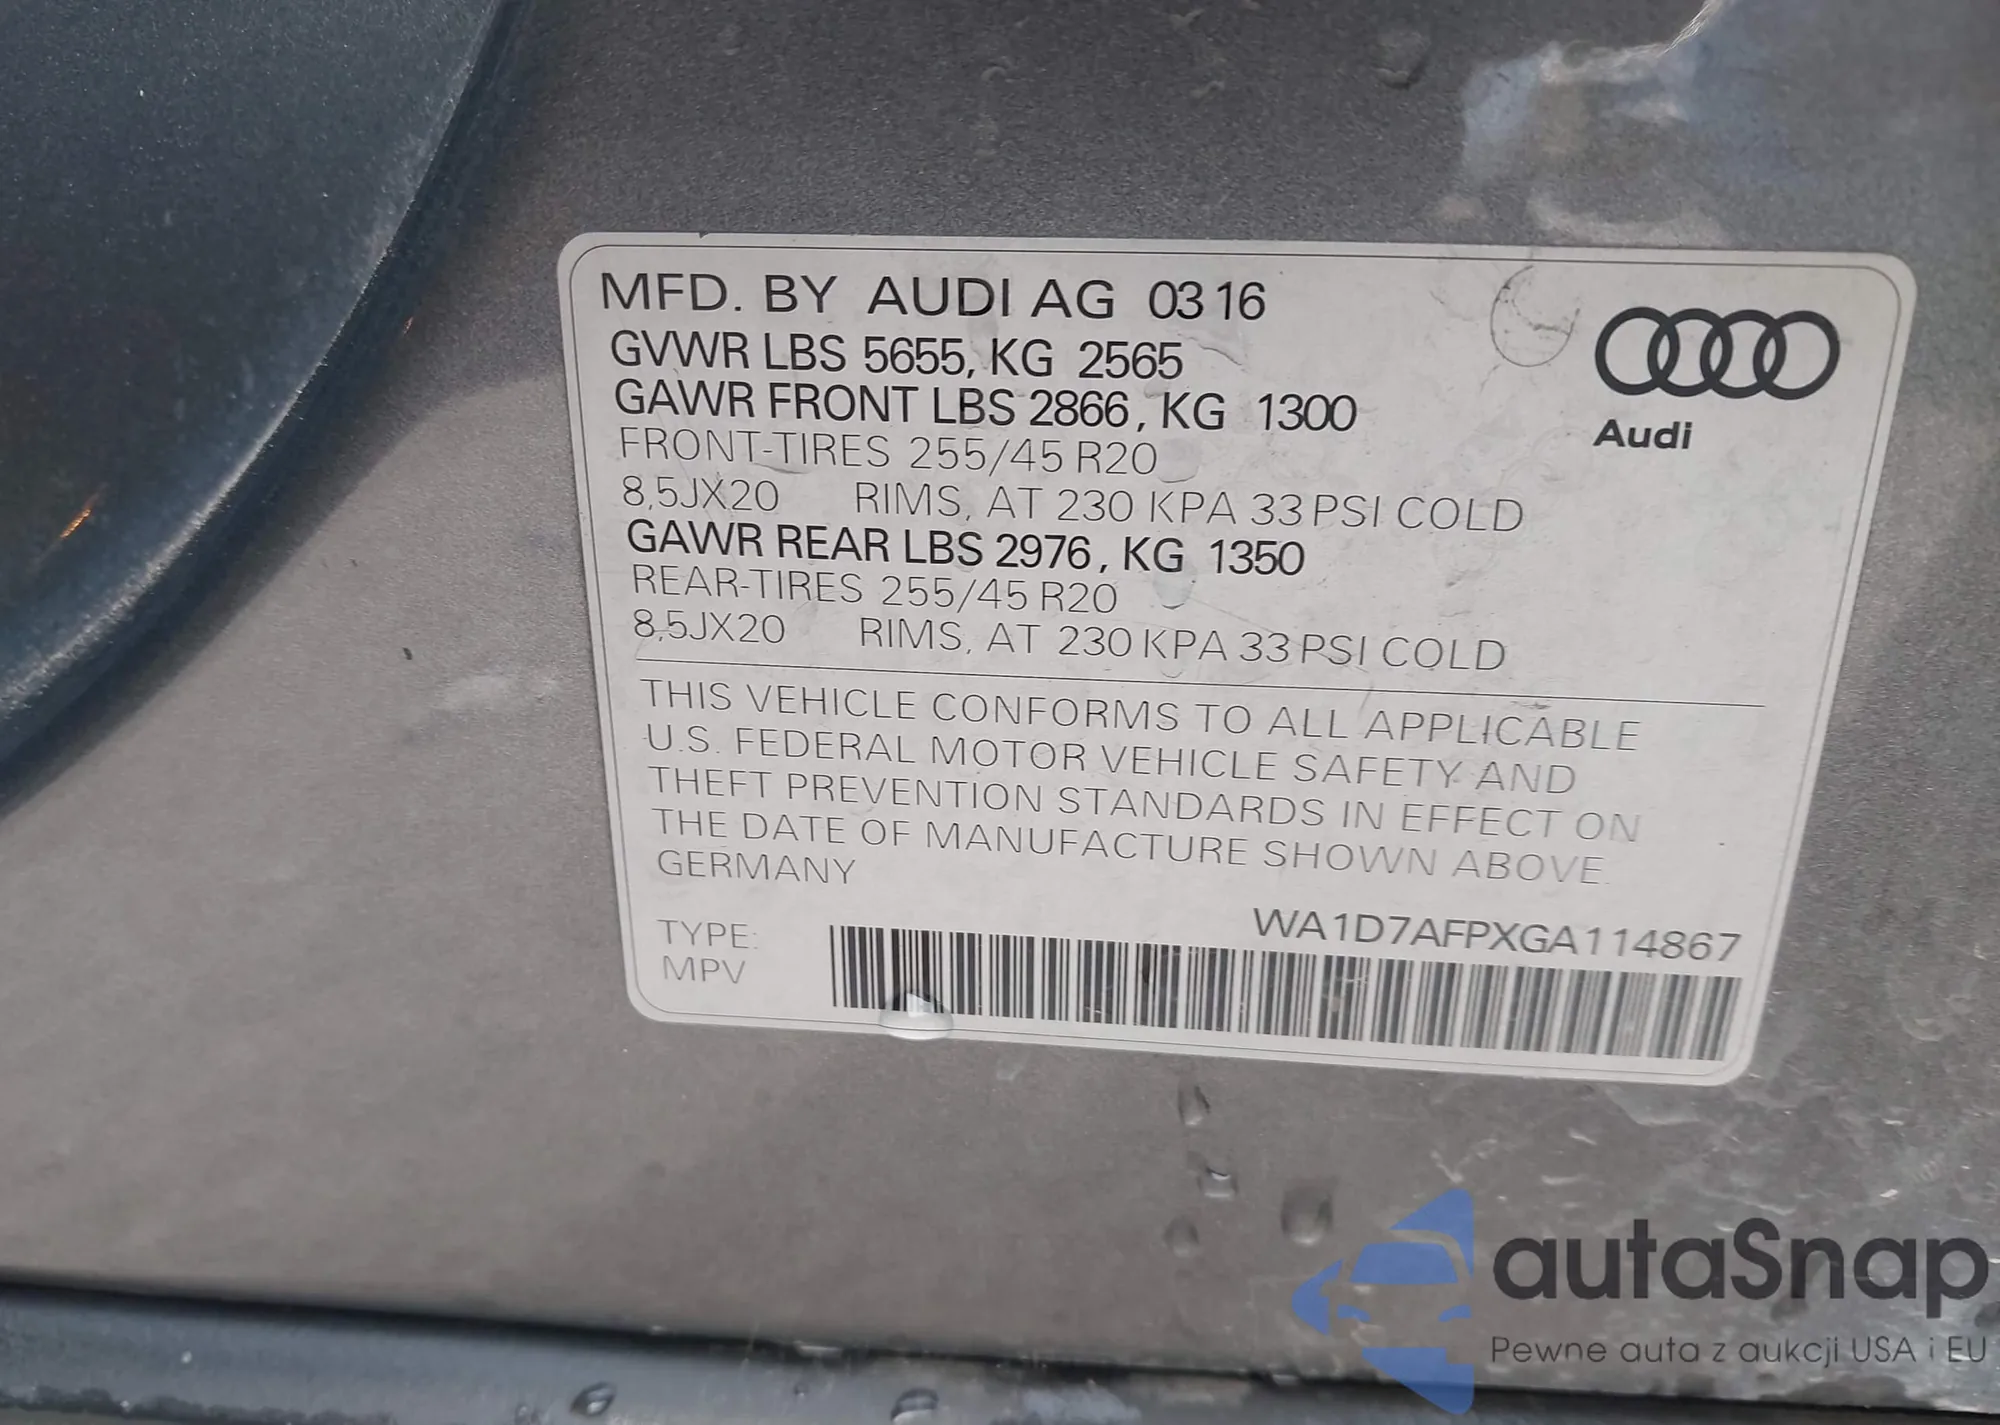 MFD. BY AUDI AG 03 16
GVWR LBS 5655, KG 2565
GAWR FRONT LBS 2866, KG 1300
FRONT-TIRES 255/45 R20
8,5JX20 RIMS, AT 230 KPA 33 PSI COLD
GAWR REAR LBS 2976, KG 1350
REAR-TIRES 255/45 R20
8,5JX20 RIMS, AT 230 KPA 33 PSI COLD
Audi
THIS VEHICLE CONFORMS TO ALL APPLICABLE
U.S. FEDERAL MOTOR VEHICLE SAFETY AND
THEFT PREVENTION STANDARDS IN EFFECT ON
THE DATE OF MANUFACTURE SHOWN ABOVE.
GERMANY
WA1D7AFPXGA114867
TYPE:
MPV
autaSnap
Pewne auta z aukcji USA i EU